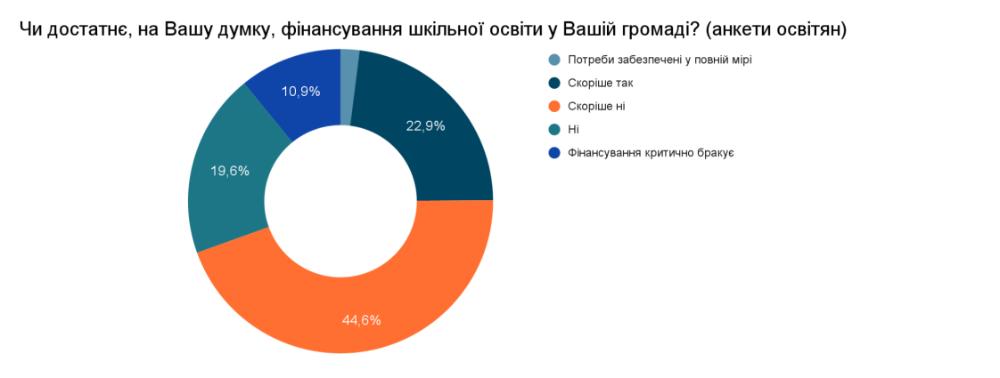 Чи достатнє, на Вашу думку, фінансування шкільної освіти у Вашій громаді? (анкети освітян)
Потреби забезпечені у повній мірі
Скоріше так
Скоріше ні
Ні
Фінансування критично бракує
10,9%
22,9%
19,6%
44,6%